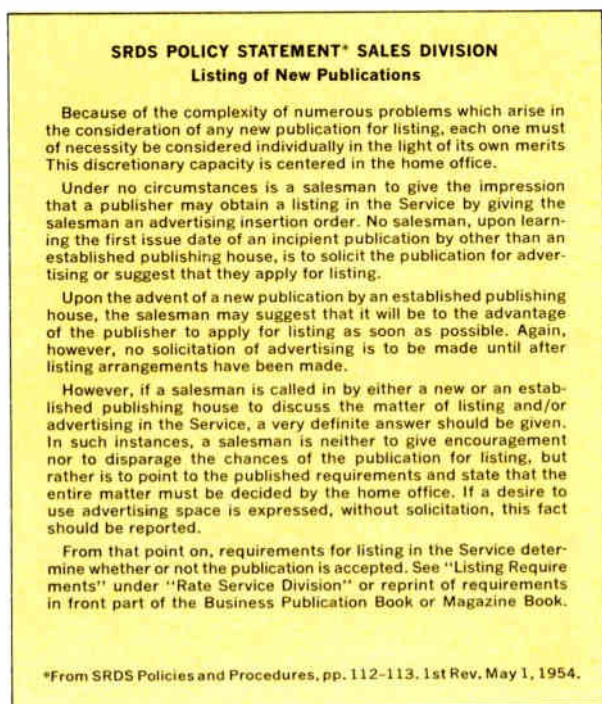 SRDS POLICY STATEMENT* SALES DIVISION
Listing of New Publications
Because of the complexity of numerous problems which arise in
the consideration of any new publication for listing, each one must
of necessity be considered individually in the light of its own merits
This discretionary capacity is centered in the home office.
Under no circumstances is a salesman to give the impression
that a publisher may obtain a listing in the Service by giving the
salesman an advertising insertion order. No salesman, upon learn-
ing the first issue date of an incipient publication by other than an
established publishing house, is to solicit the publication for adver-
tising or suggest that they apply for listing.
Upon the advent of a new publication by an established publishing
house, the salesman may suggest that it will be to the advantage
of the publisher to apply for listing as soon as possible. Again,
however, no solicitation of advertising is to be made until after
listing arrangements have been made.
However, if a salesman is called in by either a new or an estab-
lished publishing house to discuss the matter of listing and/or
advertising in the Service, a very definite answer should be given.
In such instances, a salesman is neither to give encouragement
nor to disparage the chances of the publication for listing, but
rather is to point to the published requirements and state that the
entire matter must be decided by the home office. If a desire to
use advertising space is expressed, without solicitation, this fact
should be reported.
From that point on, requirements for listing in the Service deter-
mine whether or not the publication is accepted. See "Listing Require
ments" under "Rate Service Division" or reprint of requirements
in front part of the Business Publication Book or Magazine Book.
*From SRDS Policies and Procedures, pp. 112-113. 1st Rev. May 1, 1954.